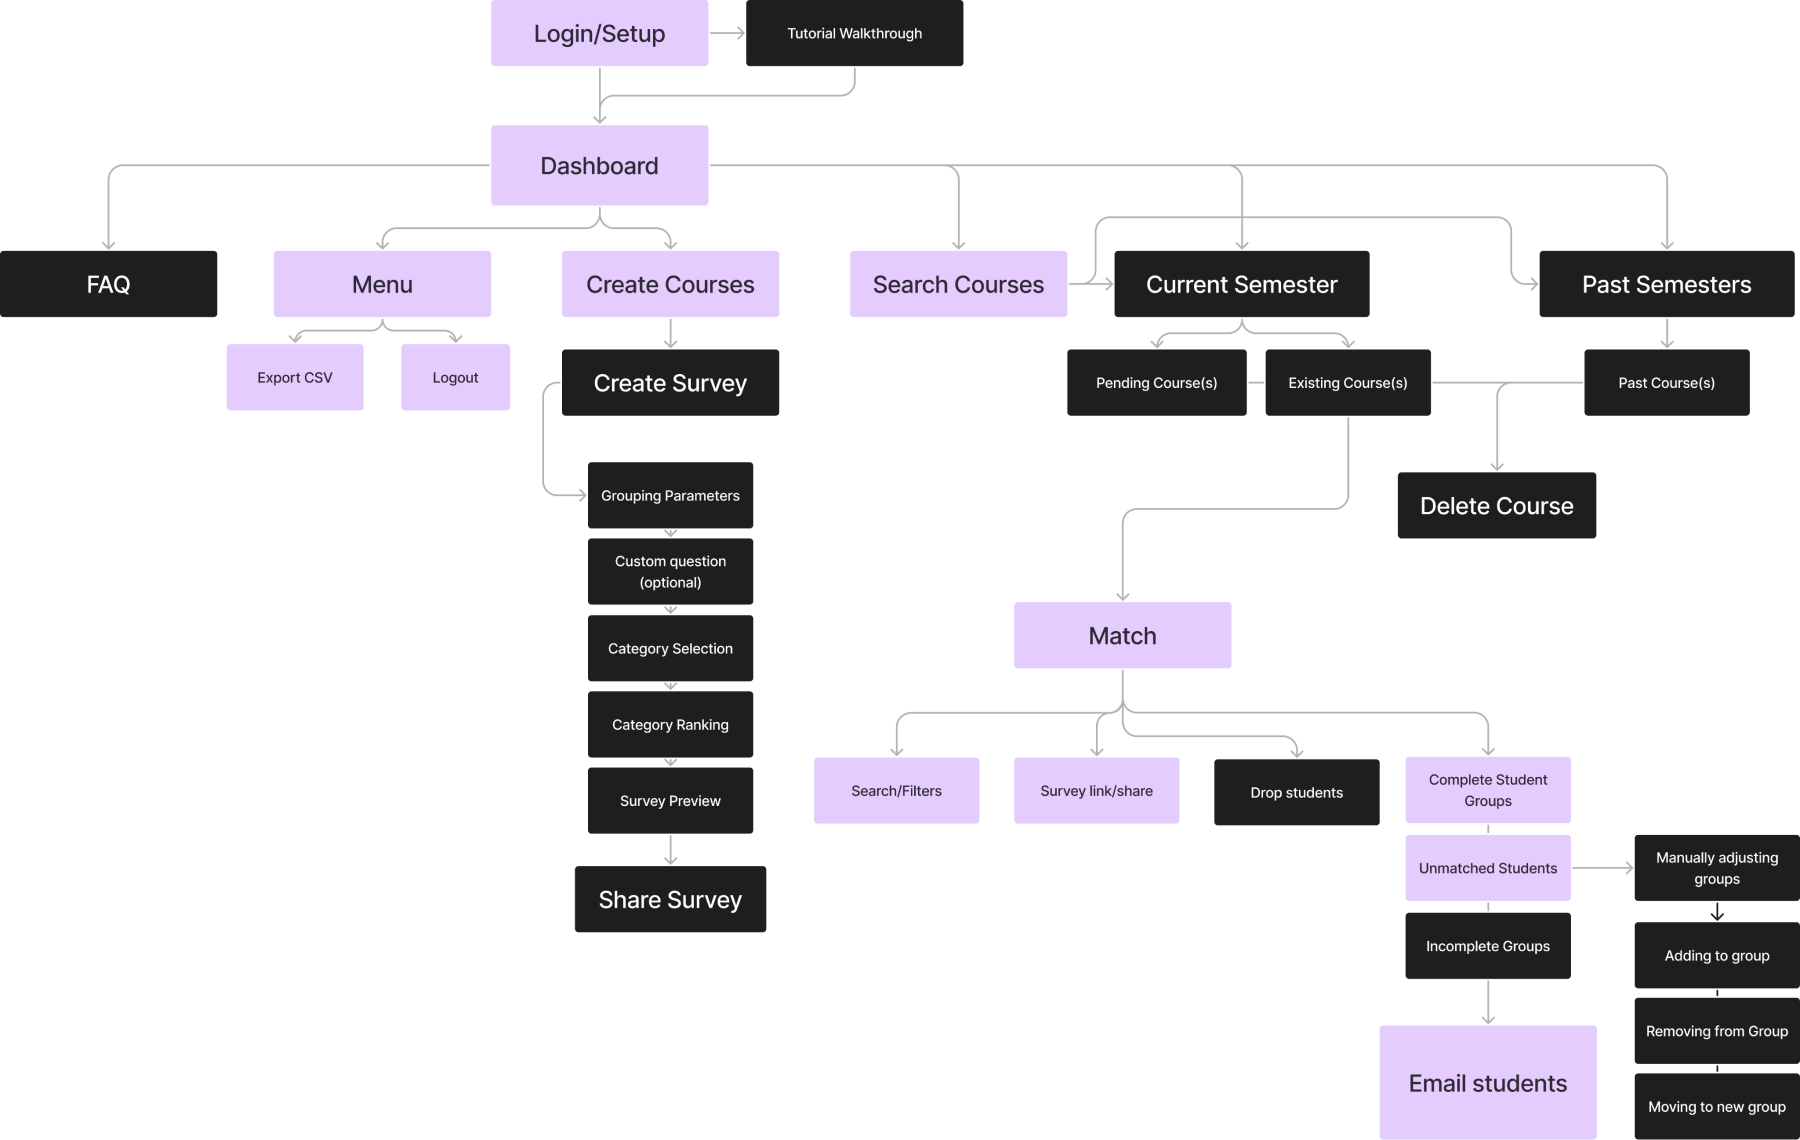 Login/Setup
Tutorial Walkthrough
Dashboard
FAQ
Menu
Create Courses
Search Courses
Current Semester
Past Semesters
Export CSV
Logout
Create Survey
Pending Course(s)
Existing Course(s)
Past Course(s)
Grouping Parameters
Delete Course
Custom question
(optional)
Category Selection
Match
Category Ranking
Survey Preview
Search/Filters
Survey link/share
Drop students
Complete Student
Groups
Share Survey
Unmatched Students
Manually adjusting
groups
Incomplete Groups
Adding to group
Removing from Group
Email students
Moving to new group